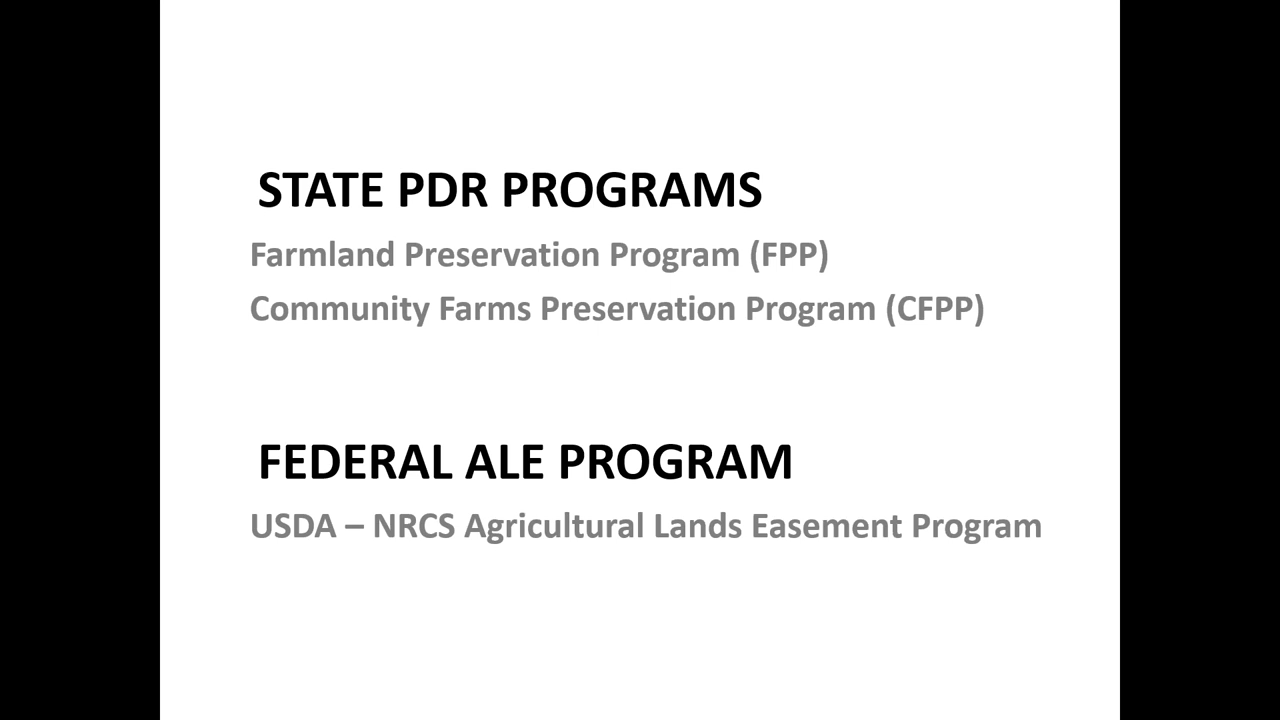 STATE PDR PROGRAMS
Farmland Preservation Program (FPP)
Community Farms Preservation Program (CFPP)
FEDERAL ALE PROGRAM
USDA – NRCS Agricultural Lands Easement Program